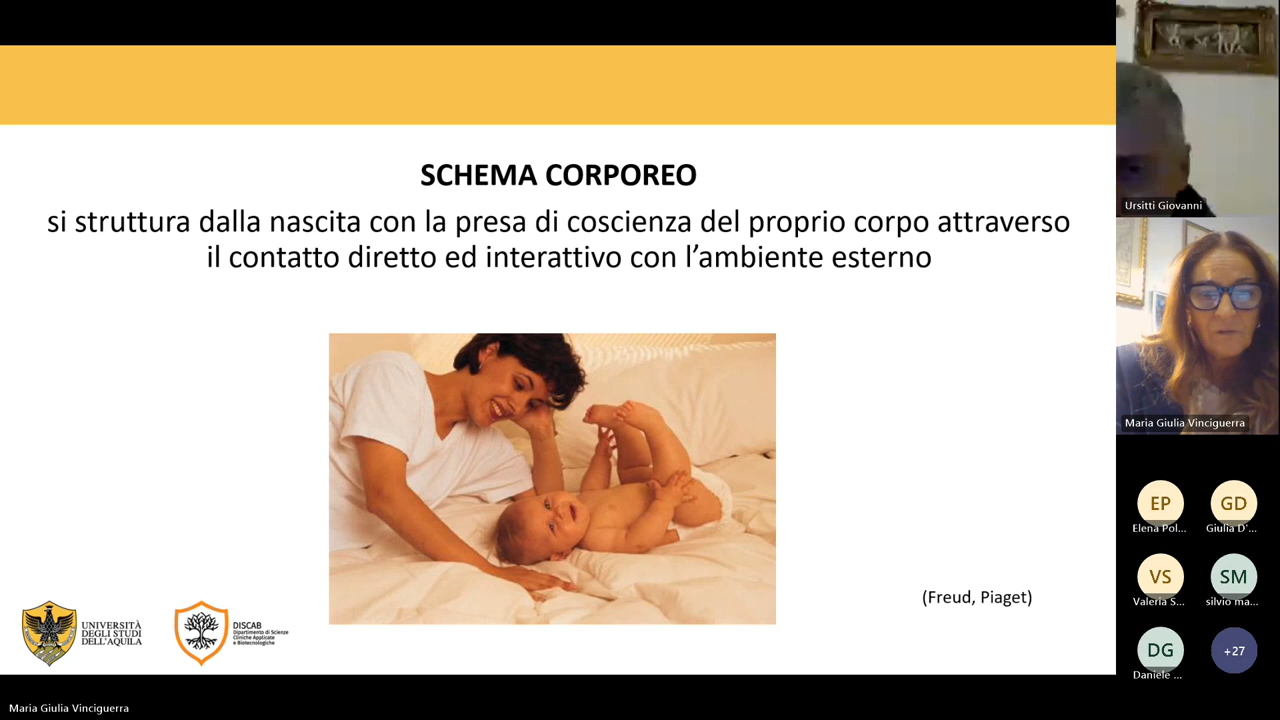 SCHEMA CORPOREO
si struttura dalla nascita con la presa di coscienza del proprio corpo attraverso
il contatto diretto ed interattivo con l’ambiente esterno
(Freud, Piaget)
UNIVERSITÀ
DEGLI STUDI
DELL'AQUILA
DISCAB
Dipartimento di Scienze
Cliniche Applicate
e Biotecnologiche
Ursitti Giovanni
Maria Giulia Vinciguerra
EP
Elena Pol...
GD
Giulia D'...
VS
Valeria S...
SM
silvio ma...
DG
Daniele ...
+27
Maria Giulia Vinciguerra